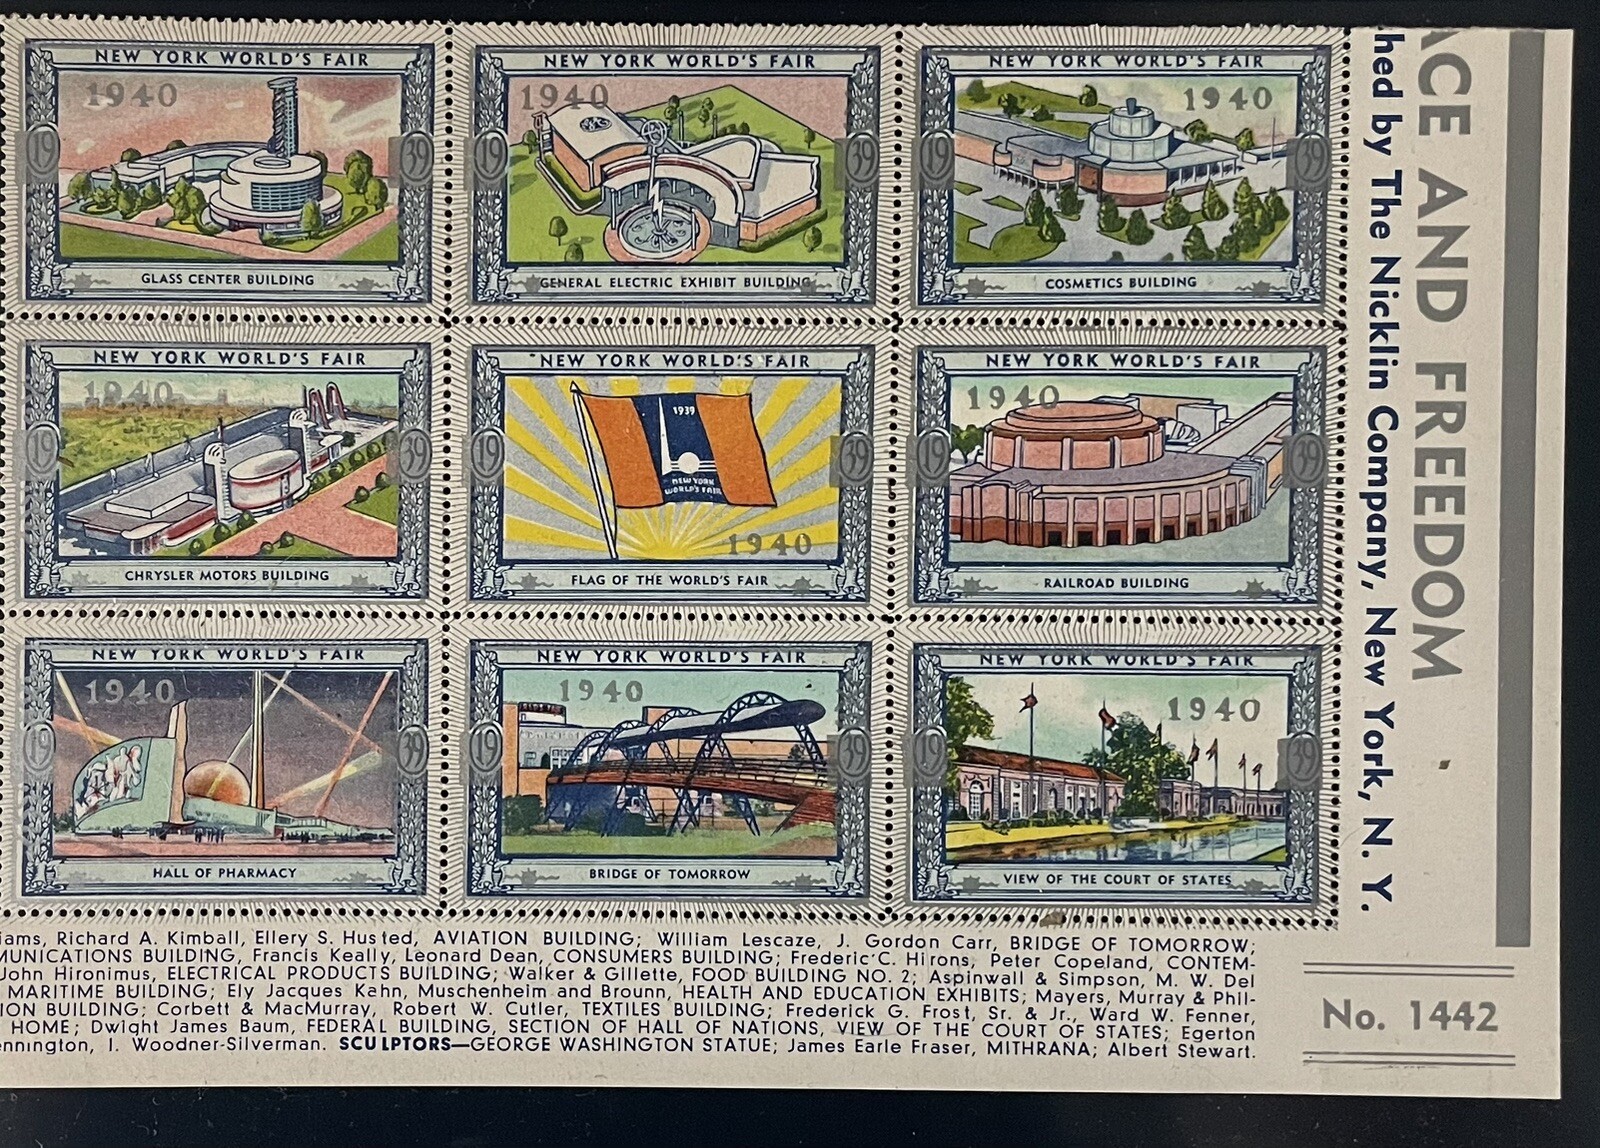 NEW YORK WORLD'S FAIR
1940
19 39
GLASS CENTER BUILDING
NEW YORK WORLD'S FAIR
1940
19 39
GENERAL ELECTRIC EXHIBIT BUILDING
NEW YORK WORLD'S FAIR
1940
19 39
COSMETICS BUILDING
NEW YORK WORLD'S FAIR
1940
19 39
CHRYSLER MOTORS BUILDING
NEW YORK WORLD'S FAIR
1939
NEW YORK
WORLD'S FAIR
19 39
1940
FLAG OF THE WORLD'S FAIR
NEW YORK WORLD'S FAIR
1940
19 39
RAILROAD BUILDING
NEW YORK WORLD'S FAIR
1940
19 39
HALL OF PHARMACY
NEW YORK WORLD'S FAIR
1940
19 39
BRIDGE OF TOMORROW
NEW YORK WORLD'S FAIR
1940
19 39
VIEW OF THE COURT OF STATES
ACE AND FREEDOM
hed by The Nicklin Company, New York, N. Y.
iams, Richard A. Kimball, Ellery S. Husted, AVIATION BUILDING; William Lescaze, J. Gordon Carr, BRIDGE OF TOMORROW;
MUNICATIONS BUILDING, Francis Keally, Leonard Dean, CONSUMERS BUILDING; Frederic C. Hirons, Peter Copeland, CONTEM-
John Hironimus, ELECTRICAL PRODUCTS BUILDING; Walker & Gillette, FOOD BUILDING NO. 2; Aspinwall & Simpson, M. W. Del
MARITIME BUILDING; Ely Jacques Kahn, Muschenheim and Brounn, HEALTH AND EDUCATION EXHIBITS; Mayers, Murray & Phil-
ION BUILDING; Corbett & MacMurray, Robert W. Cutler, TEXTILES BUILDING; Frederick G. Frost, Sr. & Jr., Ward W. Fenner,
HOME; Dwight James Baum, FEDERAL BUILDING, SECTION OF HALL OF NATIONS, VIEW OF THE COURT OF STATES; Egerton
ennington, I. Woodner-Silverman. SCULPTORS—GEORGE WASHINGTON STATUE; James Earle Fraser, MITHRANA; Albert Stewart.
No. 1442